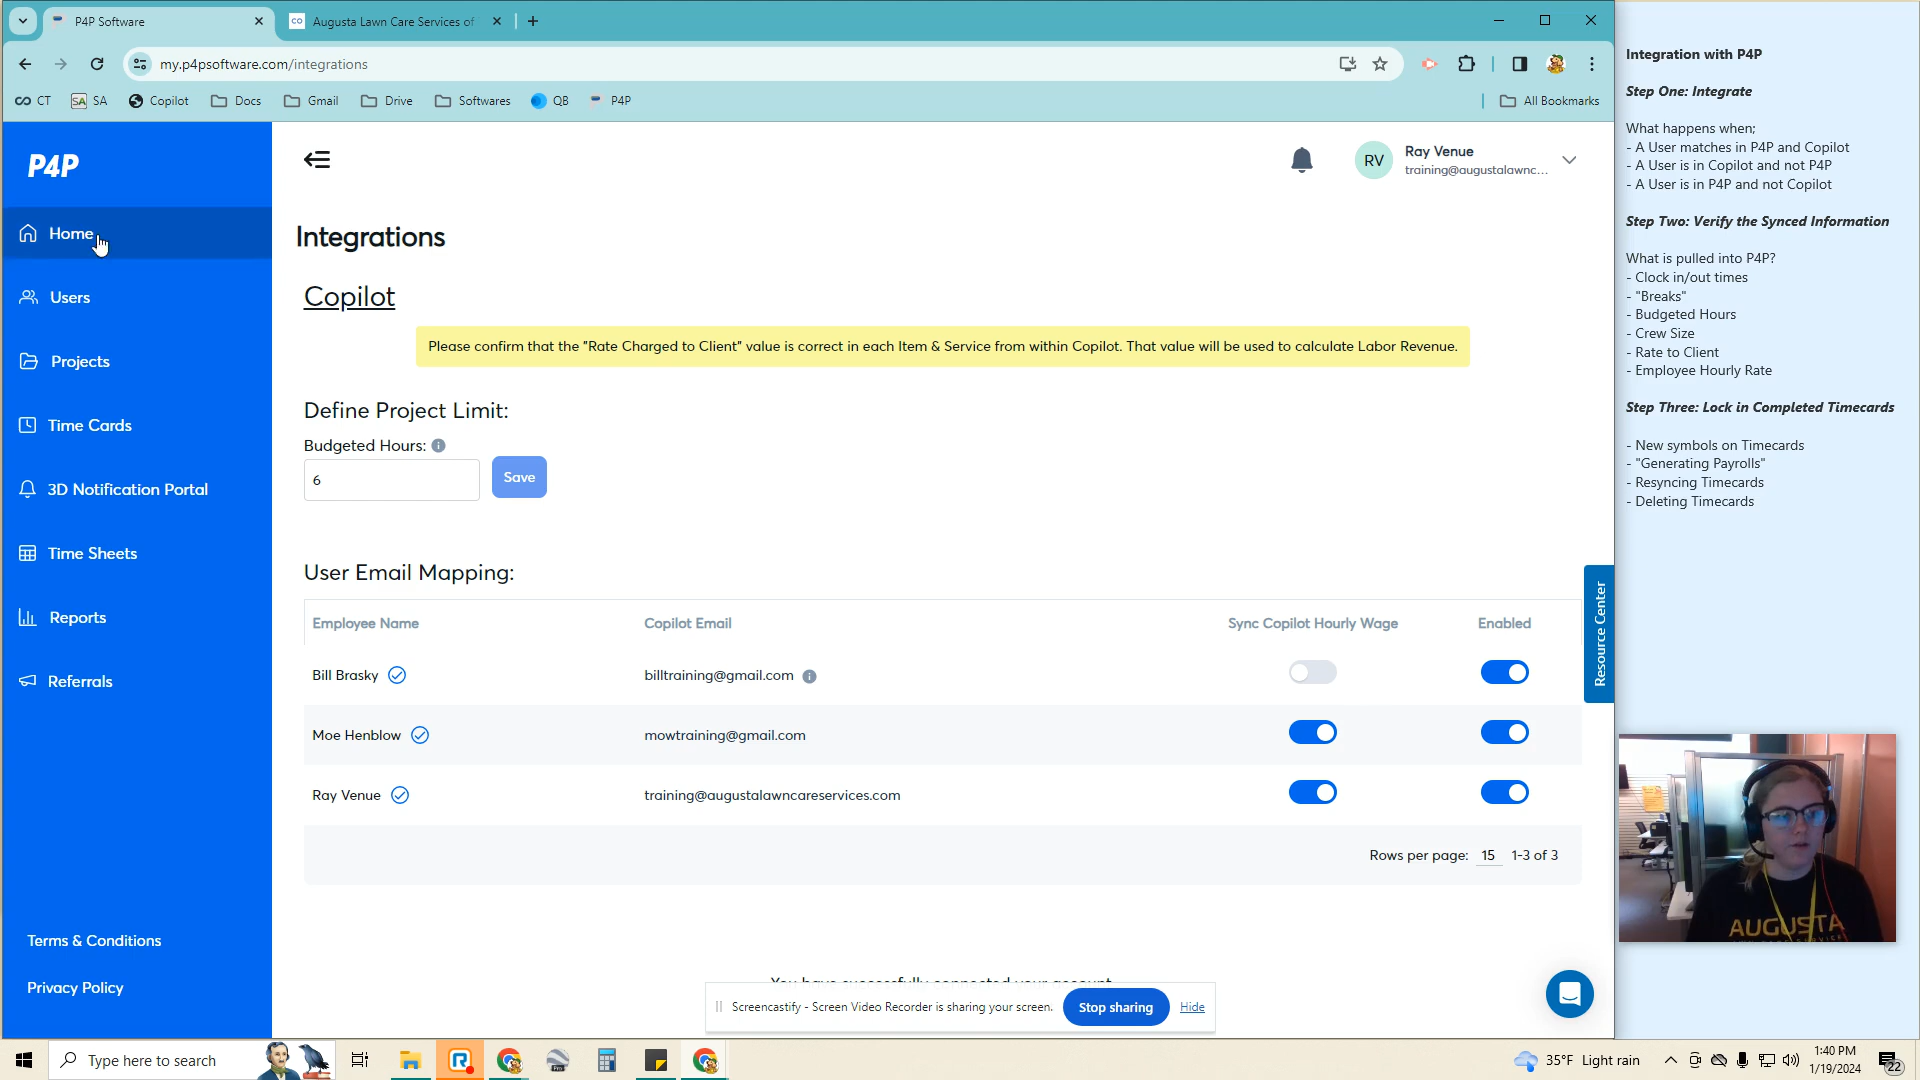 P4P Software
Augusta Lawn Care Services of
my.p4psoftware.com/integrations
CT
SA
Copilot
Docs
Gmail
Drive
Softwares
QB
P4P
All Bookmarks
P4P
Home
Users
Projects
Time Cards
3D Notification Portal
Time Sheets
Reports
Referrals
Terms & Conditions
Privacy Policy
RV
Ray Venue
training@augustalawnc...
Integrations
Copilot
Please confirm that the "Rate Charged to Client" value is correct in each Item & Service from within Copilot. That value will be used to calculate Labor Revenue.
Define Project Limit:
Budgeted Hours:
6
Save
User Email Mapping:
Employee Name Copilot Email Sync Copilot Hourly Wage Enabled
Bill Brasky billtraining@gmail.com
Moe Henblow mowtraining@gmail.com
Ray Venue training@augustalawncareservices.com
Rows per page: 15 1-3 of 3
You have successfully connected your account
Screencastify - Screen Video Recorder is sharing your screen. Stop sharing Hide
Resource Center
Integration with P4P
Step One: Integrate
What happens when;
- A User matches in P4P and Copilot
- A User is in Copilot and not P4P
- A User is in P4P and not Copilot
Step Two: Verify the Synced Information
What is pulled into P4P?
- Clock in/out times
- "Breaks"
- Budgeted Hours
- Crew Size
- Rate to Client
- Employee Hourly Rate
Step Three: Lock in Completed Timecards
- New symbols on Timecards
- "Generating Payrolls"
- Resyncing Timecards
- Deleting Timecards
AUGUSTA
Type here to search
35°F Light rain
1:40 PM
1/19/2024
22